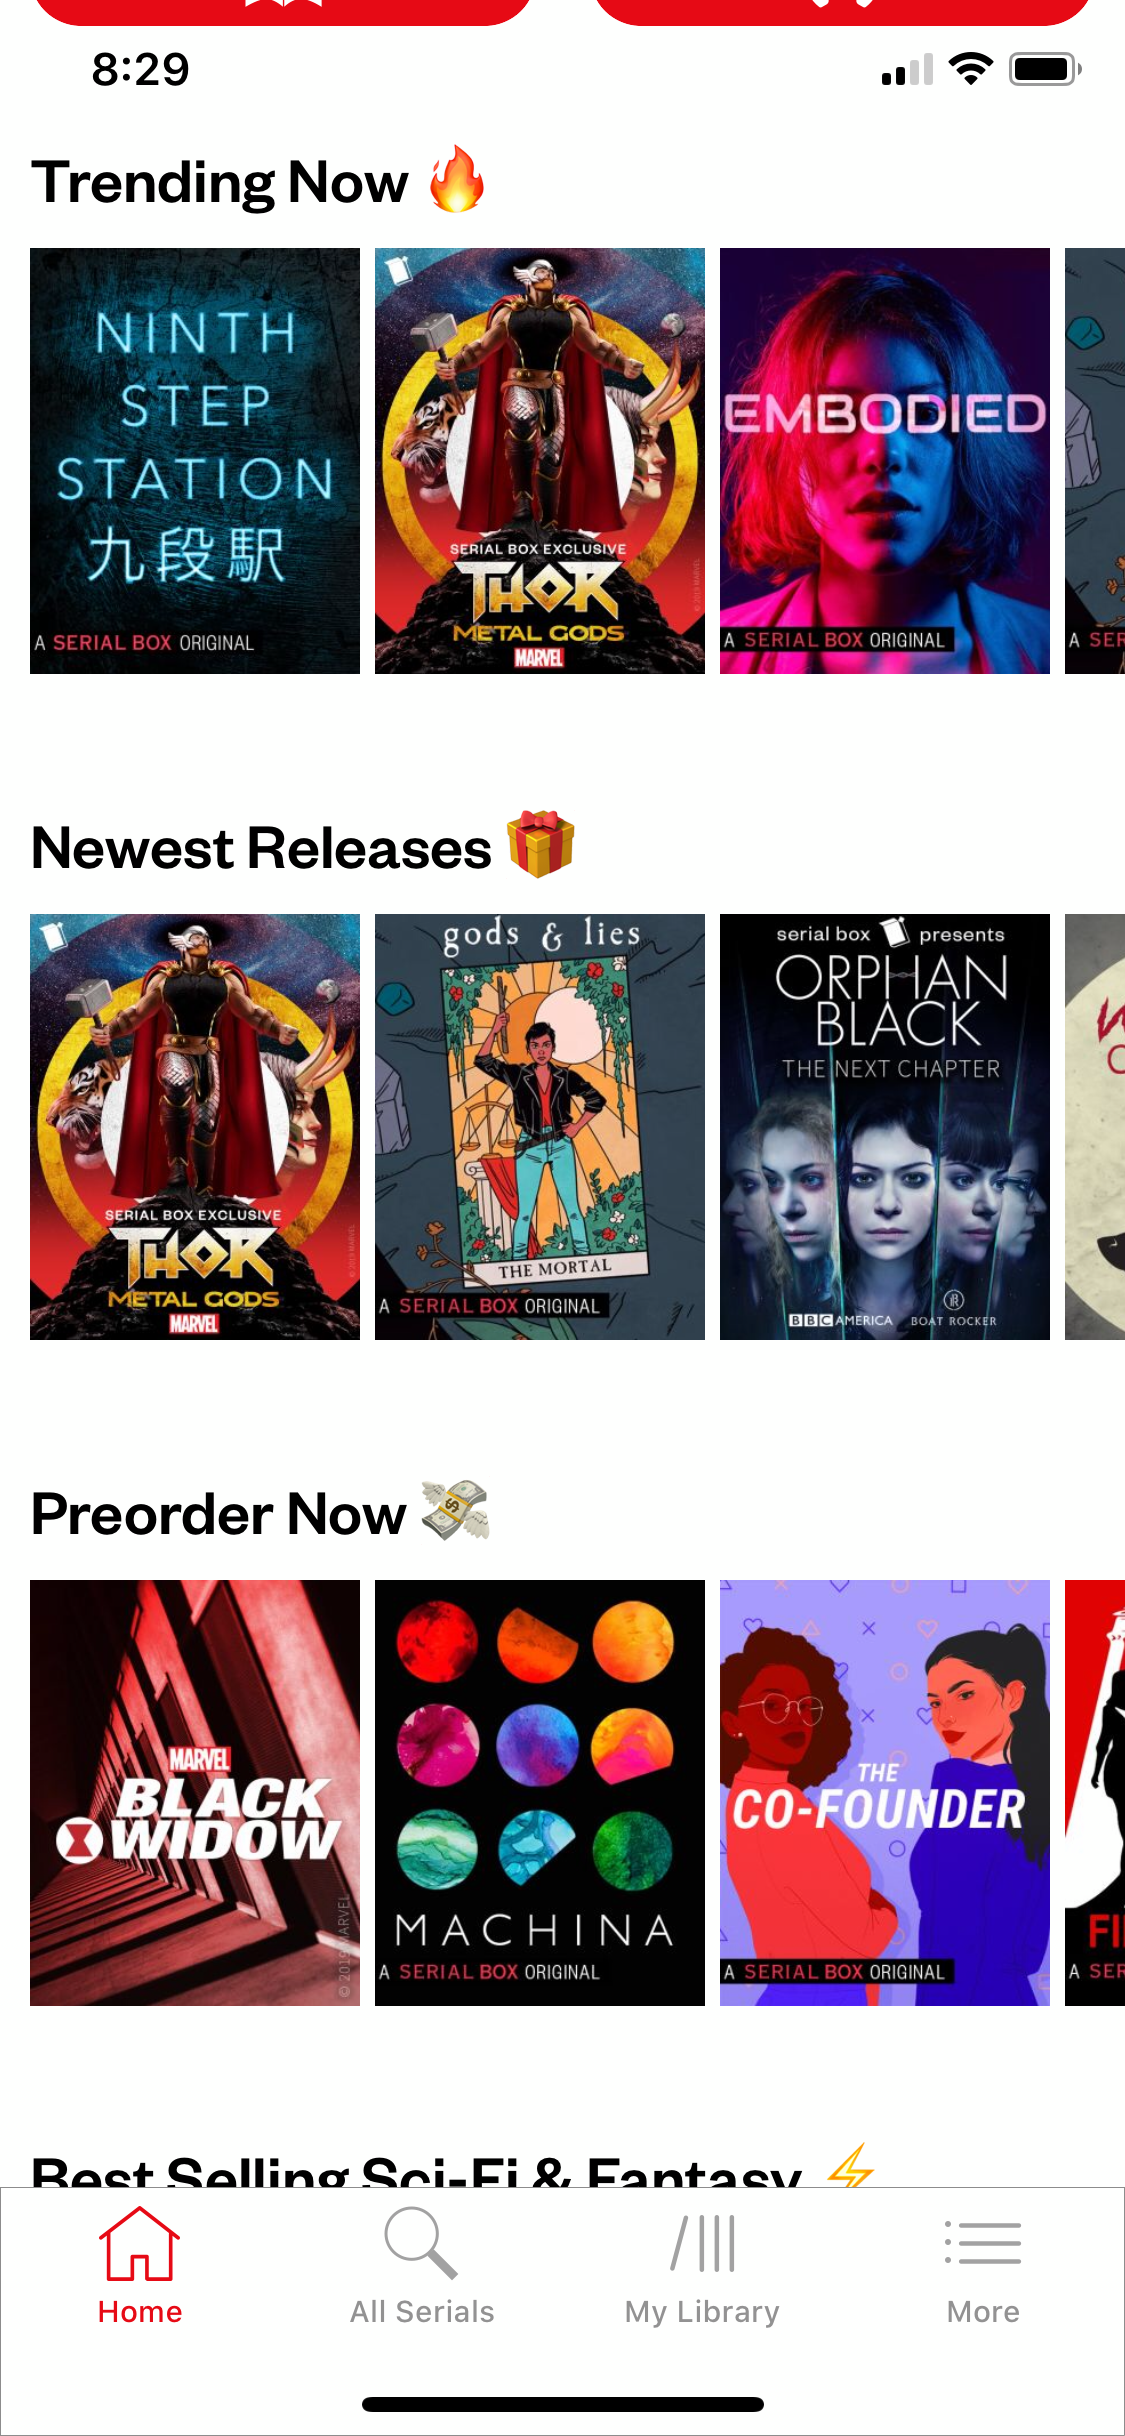 8:29
Trending Now 🔥
NINTH
STEP
STATION
九段駅
A SERIAL BOX ORIGINAL
SERIAL BOX EXCLUSIVE
THOR
METAL GODS
MARVEL
© 2019 MARVEL
EMBODIED
A SERIAL BOX ORIGINAL
A SER
Newest Releases 🎁
SERIAL BOX EXCLUSIVE
THOR
METAL GODS
MARVEL
© 2019 MARVEL
gods & lies
THE MORTAL
A SERIAL BOX ORIGINAL
serial box presents
ORPHAN
BLACK
THE NEXT CHAPTER
BBC AMERICA BOAT ROCKER
Preorder Now 💸
MARVEL
BLACK
WIDOW
© 2019 MARVEL
MACHINA
A SERIAL BOX ORIGINAL
THE
CO-FOUNDER
A SERIAL BOX ORIGINAL
FI
A SER
Best Selling Sci-Fi & Fantasy ⚡
Home
All Serials
My Library
More